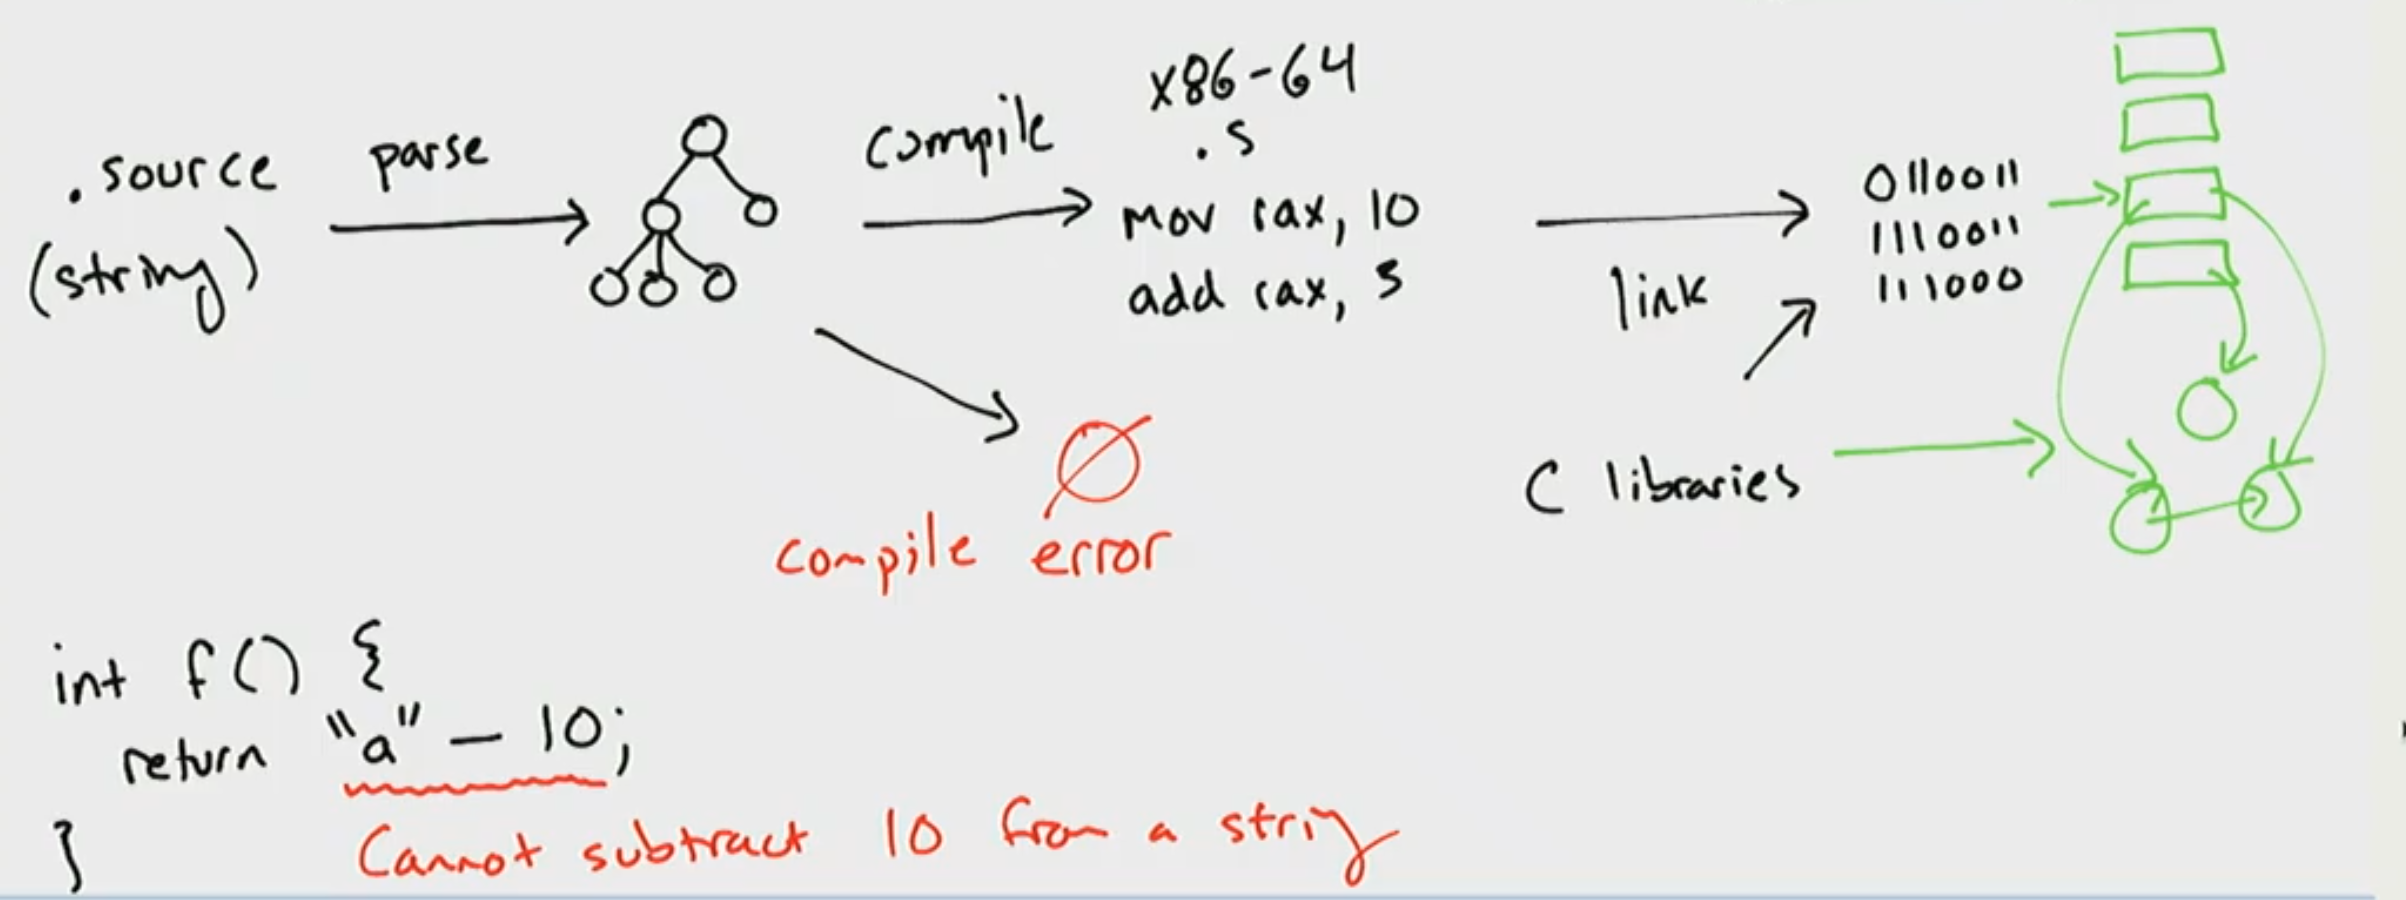 .source
(string)
parse
compile
x86-64
.s
mov rax, 10
add rax, 5
link
0110011
1110011
111000
C libraries
Ø
compile error
int f() {
return "a" - 10;
}
Cannot subtract 10 from a string